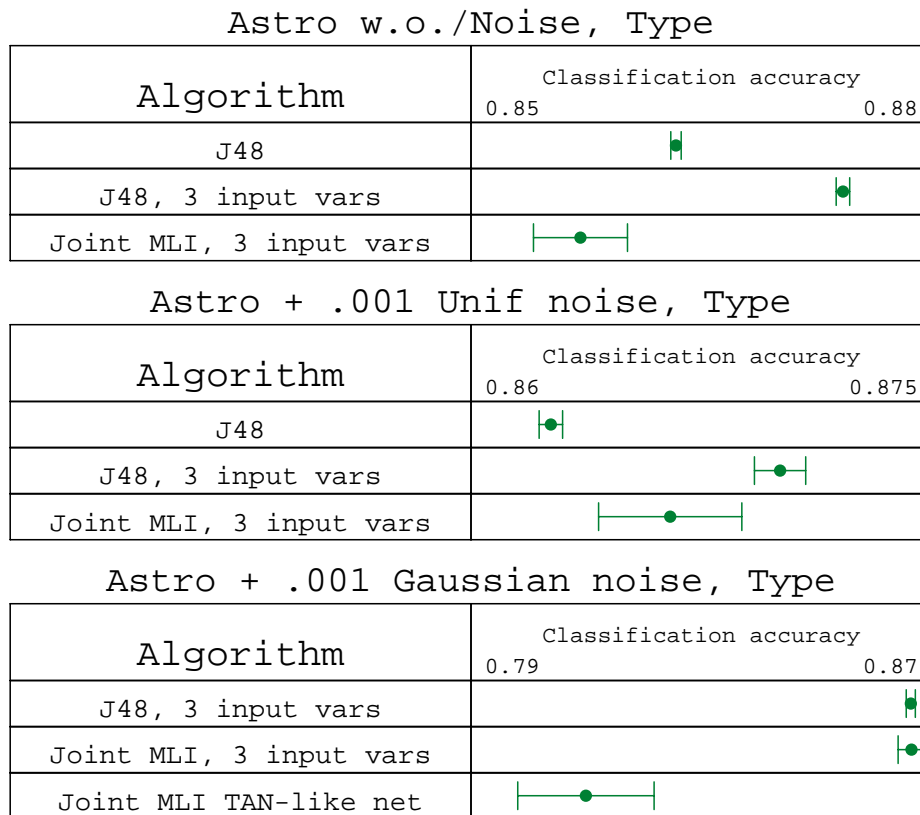 Astro w.o./Noise, Type
Algorithm
Classification accuracy
0.85 0.88
J48
J48, 3 input vars
Joint MLI, 3 input vars
Astro + .001 Unif noise, Type
Algorithm
Classification accuracy
0.86 0.875
J48
J48, 3 input vars
Joint MLI, 3 input vars
Astro + .001 Gaussian noise, Type
Algorithm
Classification accuracy
0.79 0.87
J48, 3 input vars
Joint MLI, 3 input vars
Joint MLI TAN-like net